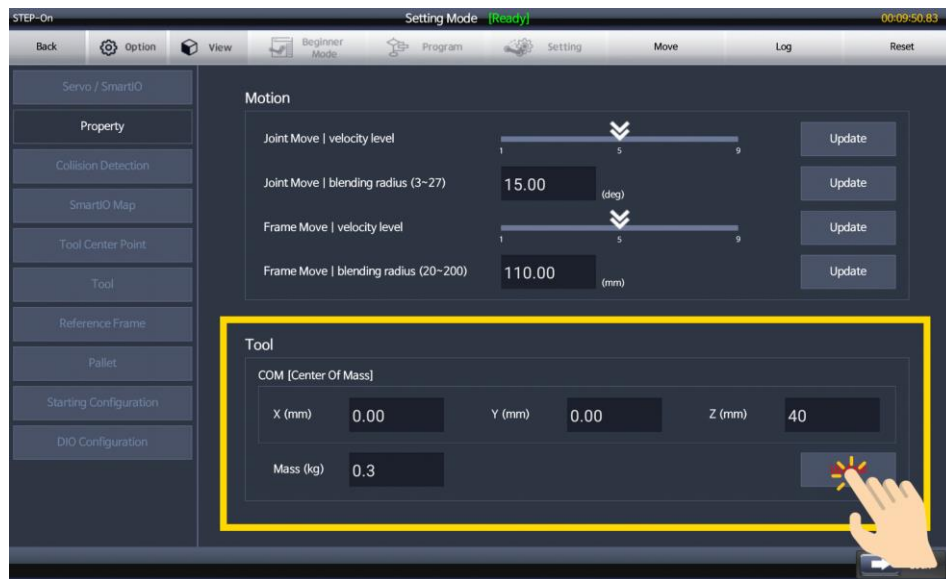 STEP-On Setting Mode [Ready] 00:09:50.83
Back Option View Beginner Mode Program Setting Move Log Reset
Servo / SmartIO
Property
Collision Detection
SmartIO Map
Tool Center Point
Tool
Reference Frame
Pallet
Starting Configuration
DIO Configuration
Motion
Joint Move | velocity level 1 5 9 Update
Joint Move | blending radius (3~27) 15.00 (deg) Update
Frame Move | velocity level 1 5 9 Update
Frame Move | blending radius (20~200) 110.00 (mm) Update
Tool
COM [Center Of Mass]
X (mm) 0.00 Y (mm) 0.00 Z (mm) 40
Mass (kg) 0.3